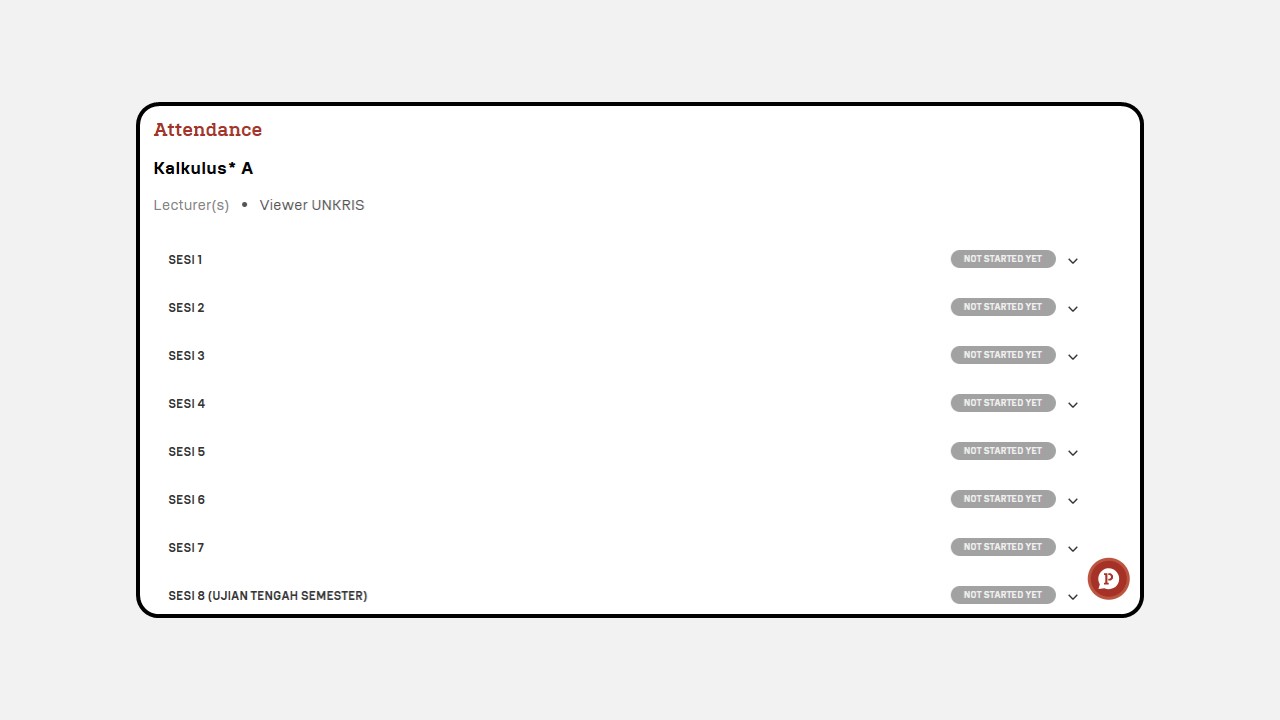 Attendance
Kalkulus* A
Lecturer(s) • Viewer UNKRIS
SESI 1 NOT STARTED YET
SESI 2 NOT STARTED YET
SESI 3 NOT STARTED YET
SESI 4 NOT STARTED YET
SESI 5 NOT STARTED YET
SESI 6 NOT STARTED YET
SESI 7 NOT STARTED YET
P
SESI 8 (UJIAN TENGAH SEMESTER) NOT STARTED YET